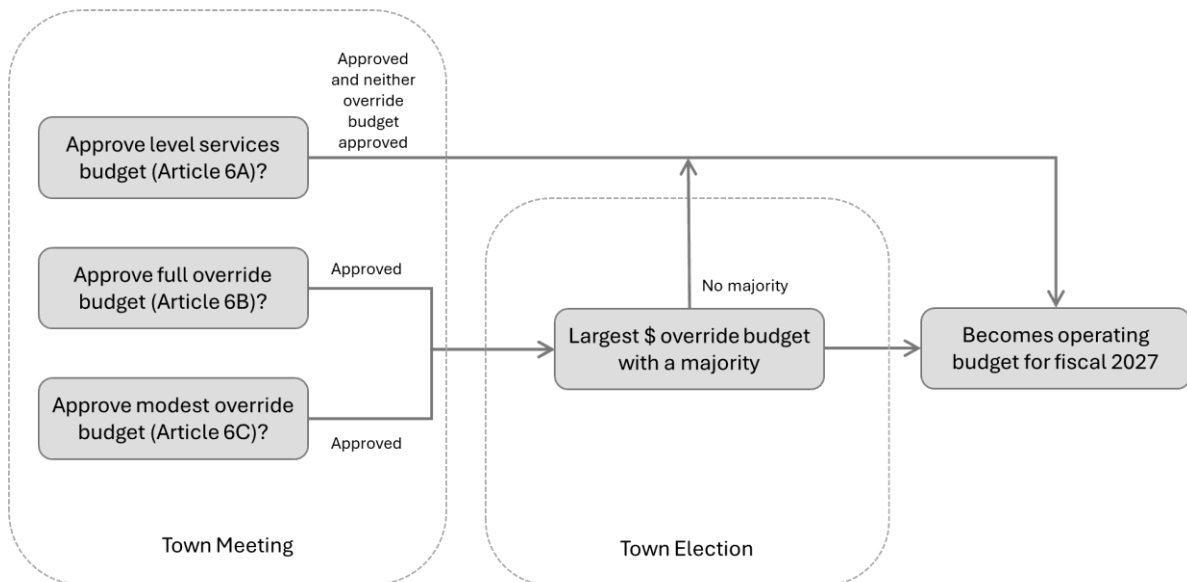 Approved
and neither
override
budget
approved
Approve level services
budget (Article 6A)?
Approve full override
budget (Article 6B)?
Approved
Approve modest override
budget (Article 6C)?
Approved
Town Meeting
No majority
Largest $ override budget
with a majority
Town Election
Becomes operating
budget for fiscal 2027